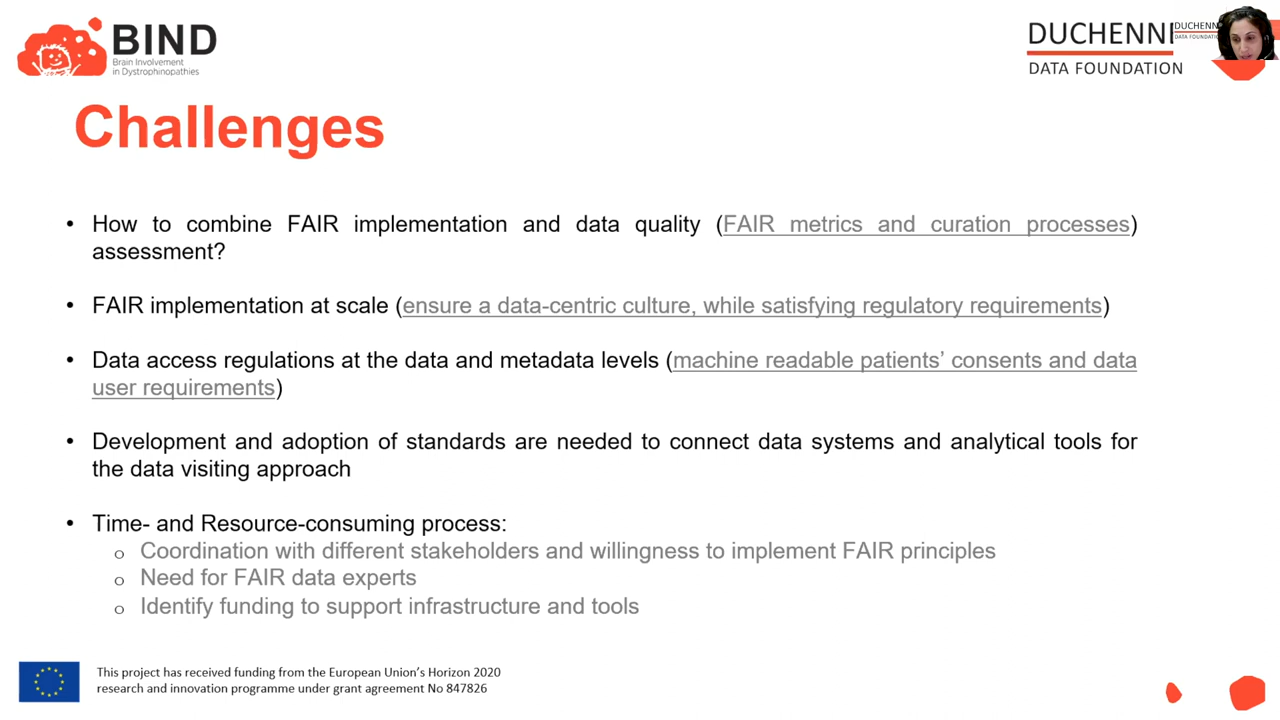 BIND
Brain Involvement
in Dystrophinopathies
DUCHENN
DATA FOUNDATION
DUCHENN
DATA FOUNDATIO
Challenges
• How to combine FAIR implementation and data quality (FAIR metrics and curation processes)
assessment?
• FAIR implementation at scale (ensure a data-centric culture, while satisfying regulatory requirements)
• Data access regulations at the data and metadata levels (machine readable patients’ consents and data
user requirements)
• Development and adoption of standards are needed to connect data systems and analytical tools for
the data visiting approach
• Time- and Resource-consuming process:
o Coordination with different stakeholders and willingness to implement FAIR principles
o Need for FAIR data experts
o Identify funding to support infrastructure and tools
This project has received funding from the European Union’s Horizon 2020
research and innovation programme under grant agreement No 847826